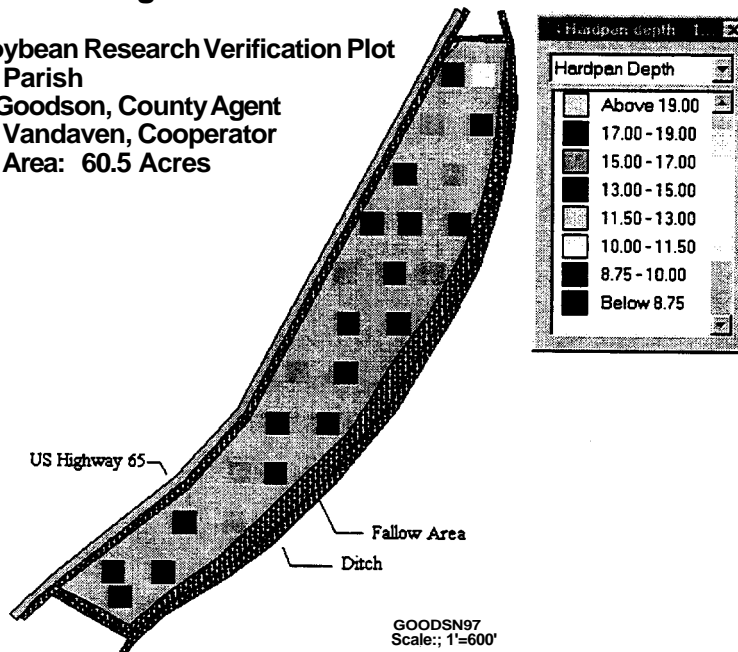 oybean Research Verification Plot
Parish
Goodson, County Agent
Vandaven, Cooperator
Area: 60.5 Acres
Hardpan depth
Hardpan Depth
Above 19.00
17.00 - 19.00
15.00 - 17.00
13.00 - 15.00
11.50 - 13.00
10.00 - 11.50
8.75 - 10.00
Below 8.75
US Highway 65
Fallow Area
Ditch
GOODSN97
Scale:; 1'=600'